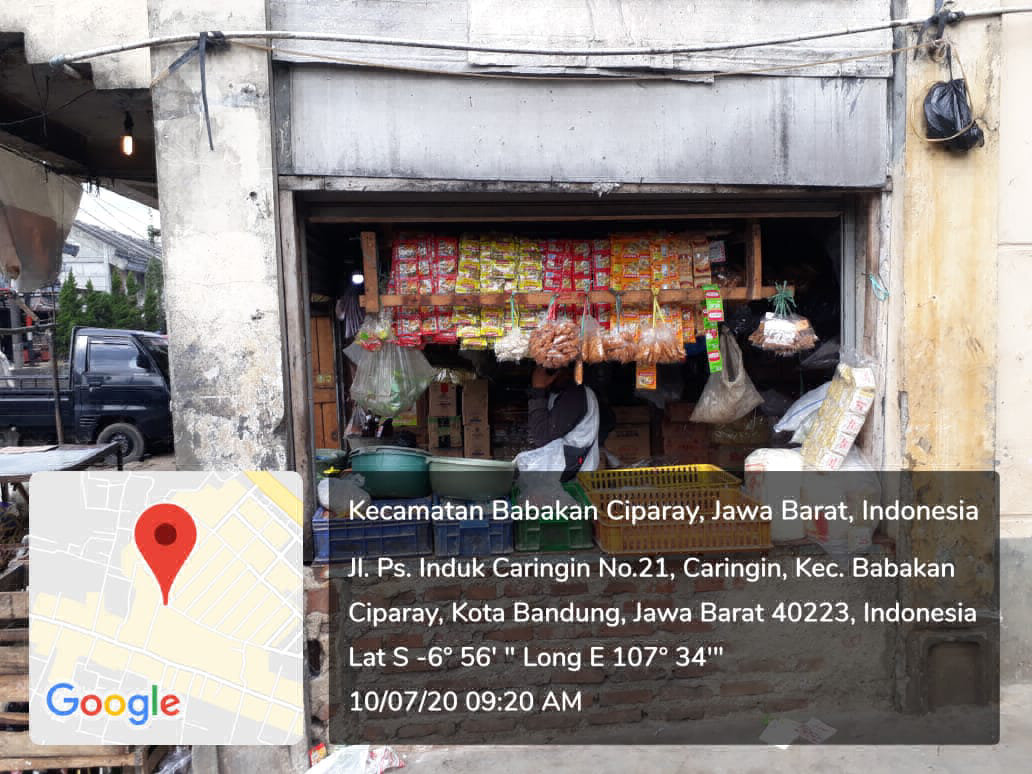 Kecamatan Babakan Ciparay, Jawa Barat, Indonesia
Jl. Ps. Induk Caringin No.21, Caringin, Kec. Babakan
Ciparay, Kota Bandung, Jawa Barat 40223, Indonesia
Lat S -6° 56' " Long E 107° 34'"
10/07/20 09:20 AM
Google